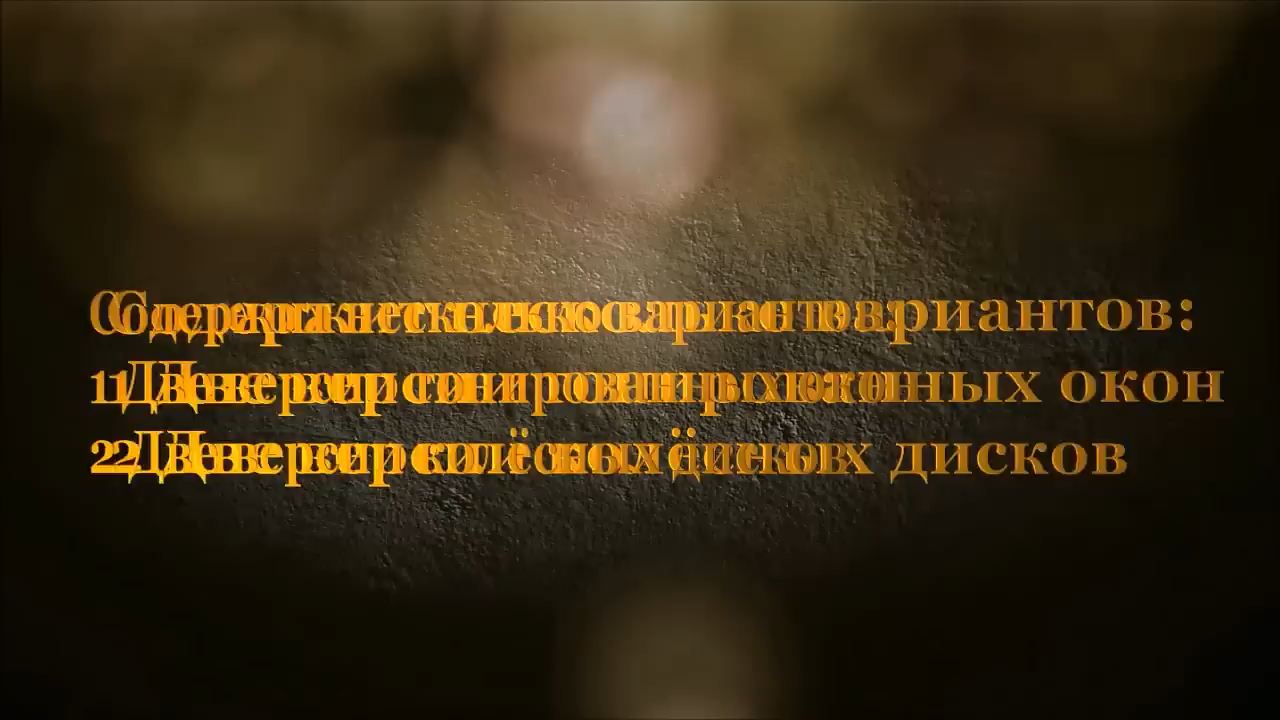 Содержит несколько вариантов:
1. Две версии тонированных окон
2. Две версии колёсных дисков